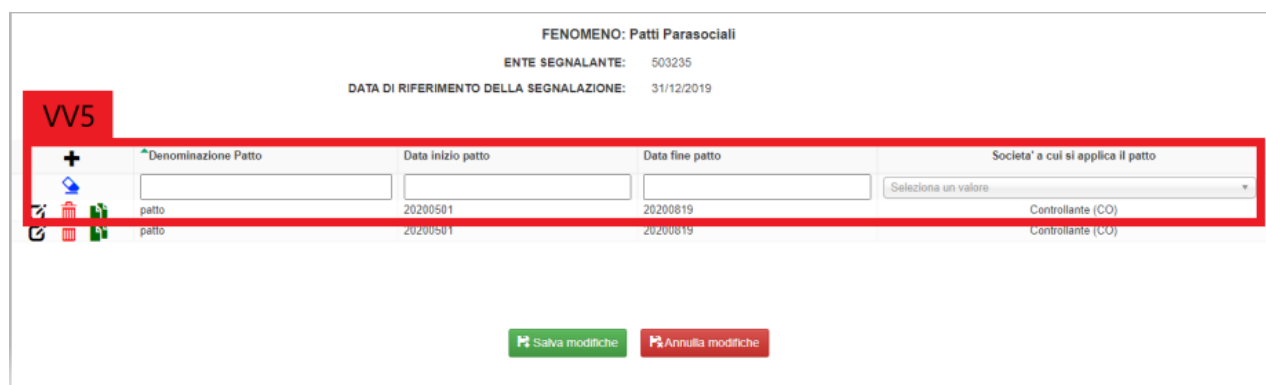 FENOMENO: Patti Parasociali
ENTE SEGNALANTE: 503235
DATA DI RIFERIMENTO DELLA SEGNALAZIONE: 31/12/2019
VV5
Denominazione Patto Data inizio patto Data fine patto Societa' a cui si applica il patto
Seleziona un valore
patto 20200501 20200819 Controllante (CO)
patto 20200501 20200819 Controllante (CO)
Salva modifiche Annulla modifiche